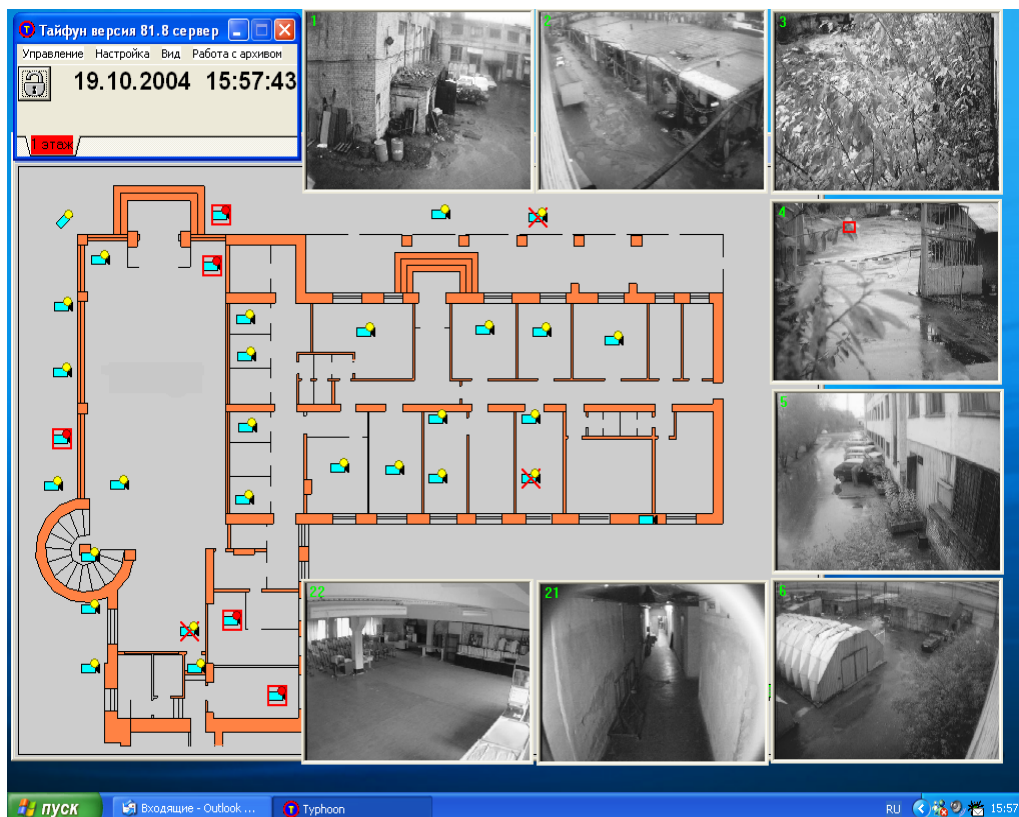 Тайфун версия 81.8 сервер
Управление Настройка Вид Работа с архивом
19.10.2004 15:57:43
1 этаж
1
2
3
4
5
22
21
6
пуск
Входящие - Outlook ...
Typhoon
RU
15:57